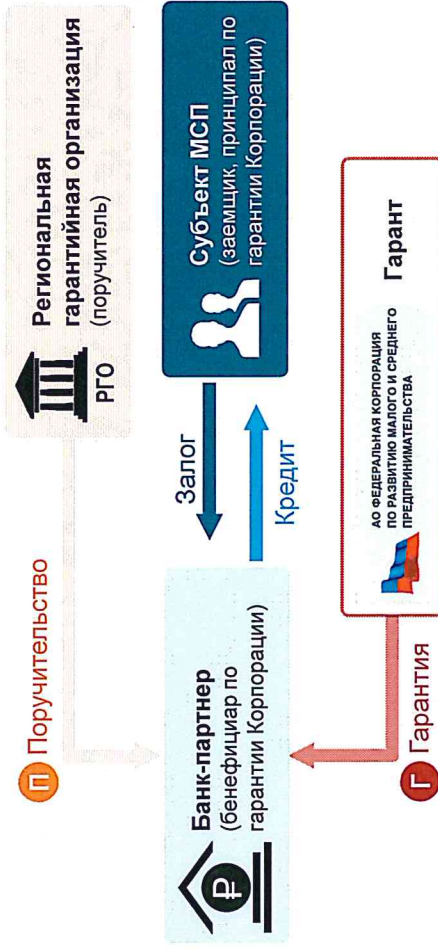 П Поручительство
Региональная
гарантийная организация
(поручитель)
РГО
Банк-партнер
(бенефициар по
гарантии Корпорации)
₽
Залог
Кредит
Субъект МСП
(заемщик, принципал по
гарантии Корпорации)
Г Гарантия
АО ФЕДЕРАЛЬНАЯ КОРПОРАЦИЯ
ПО РАЗВИТИЮ МАЛОГО И СРЕДНЕГО
ПРЕДПРИНИМАТЕЛЬСТВА
Гарант